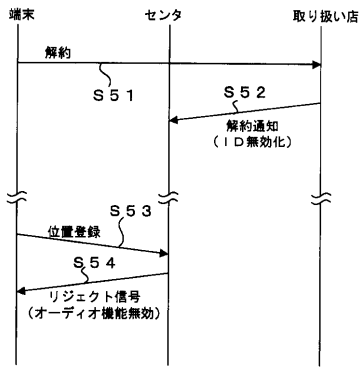 端末
センタ
取り扱い店
解約
S51
S52
解約通知
(ID無効化)
S53
位置登録
S54
リジェクト信号
(オーディオ機能無効)